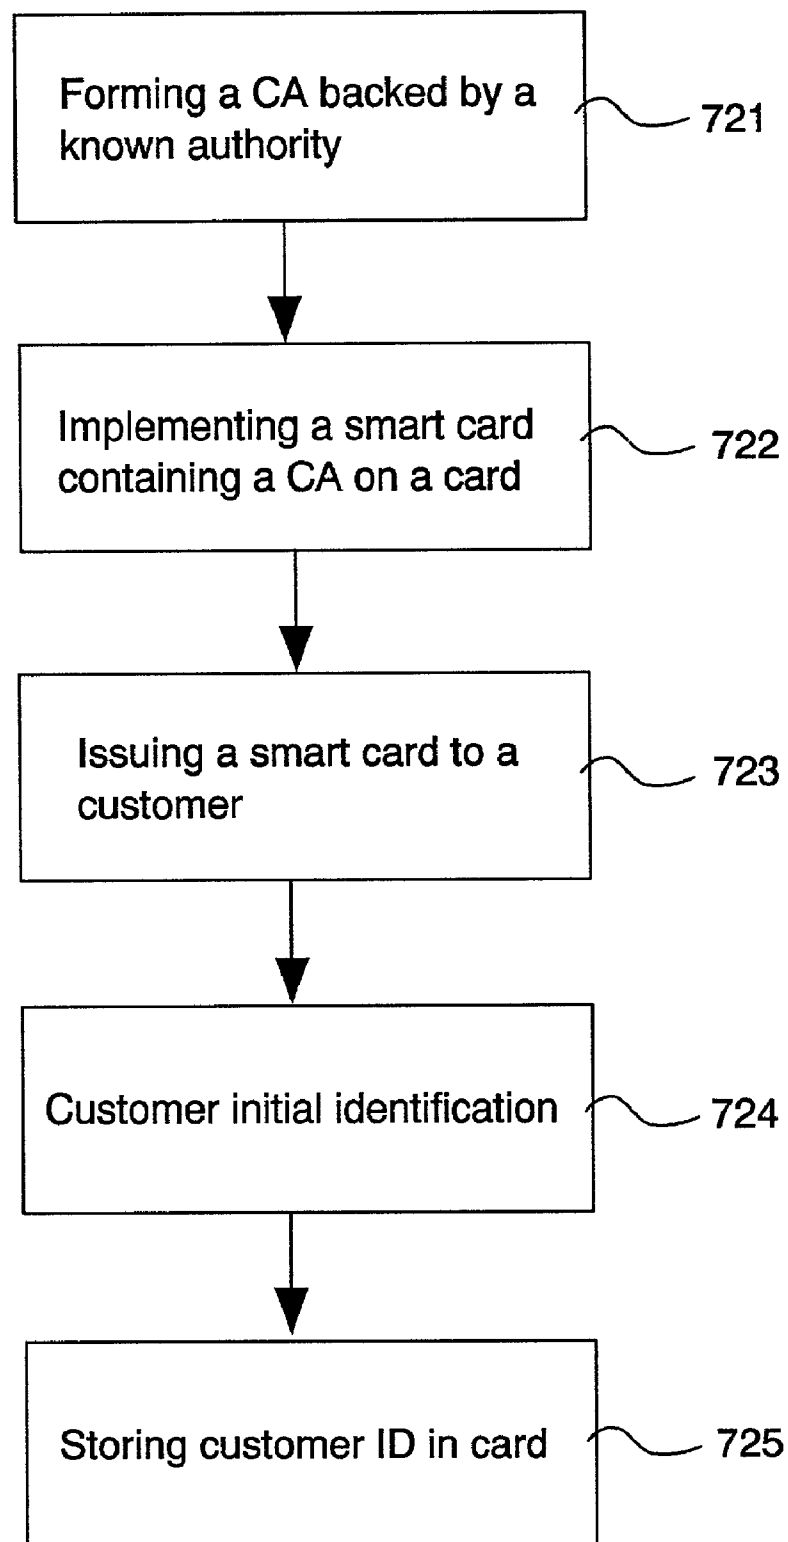 Forming a CA backed by a
known authority
721
Implementing a smart card
containing a CA on a card
722
Issuing a smart card to a
customer
723
Customer initial identification
724
Storing customer ID in card
725